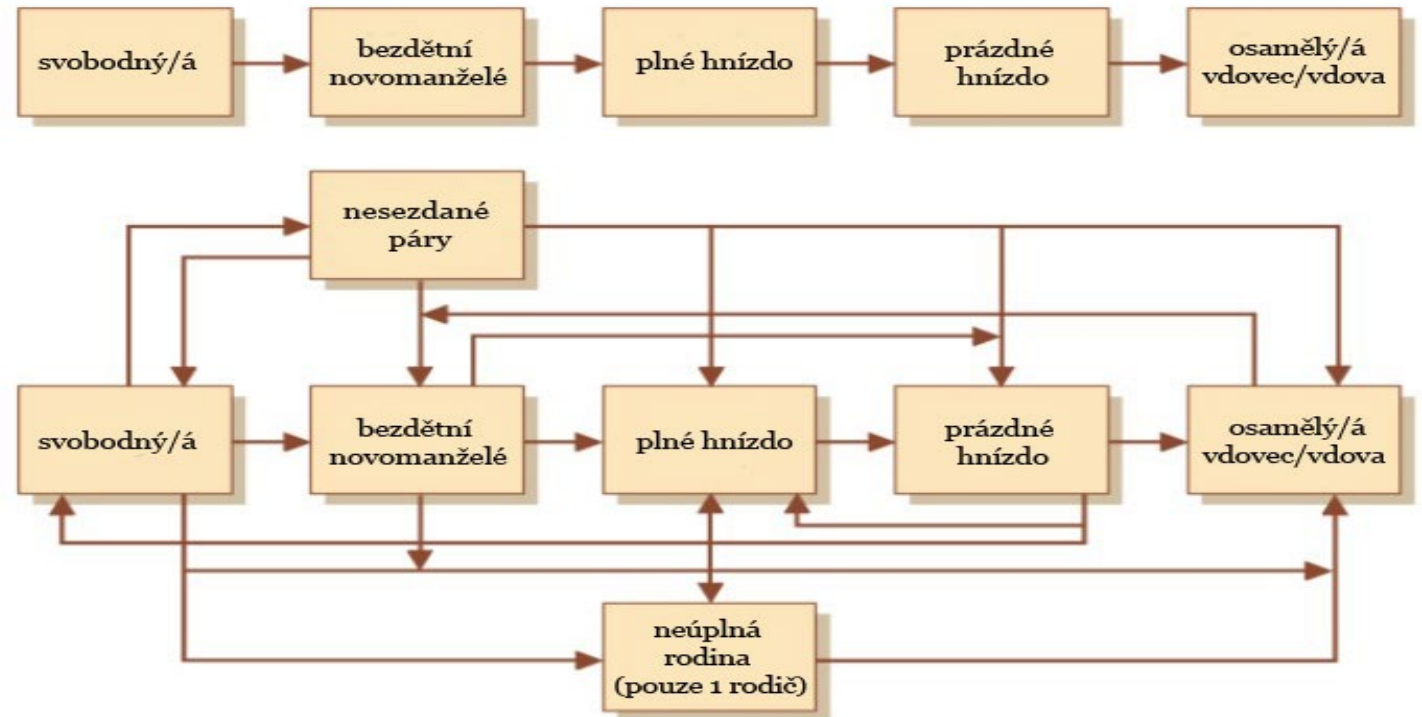 svobodný/á
bezdětní
novomanželé
plné hnízdo
prázdné
hnízdo
osamělý/á
vdovec/vdova
nesezdané
páry
svobodný/á
bezdětní
novomanželé
plné hnízdo
prázdné
hnízdo
osamělý/á
vdovec/vdova
neúplná
rodina
(pouze 1 rodič)